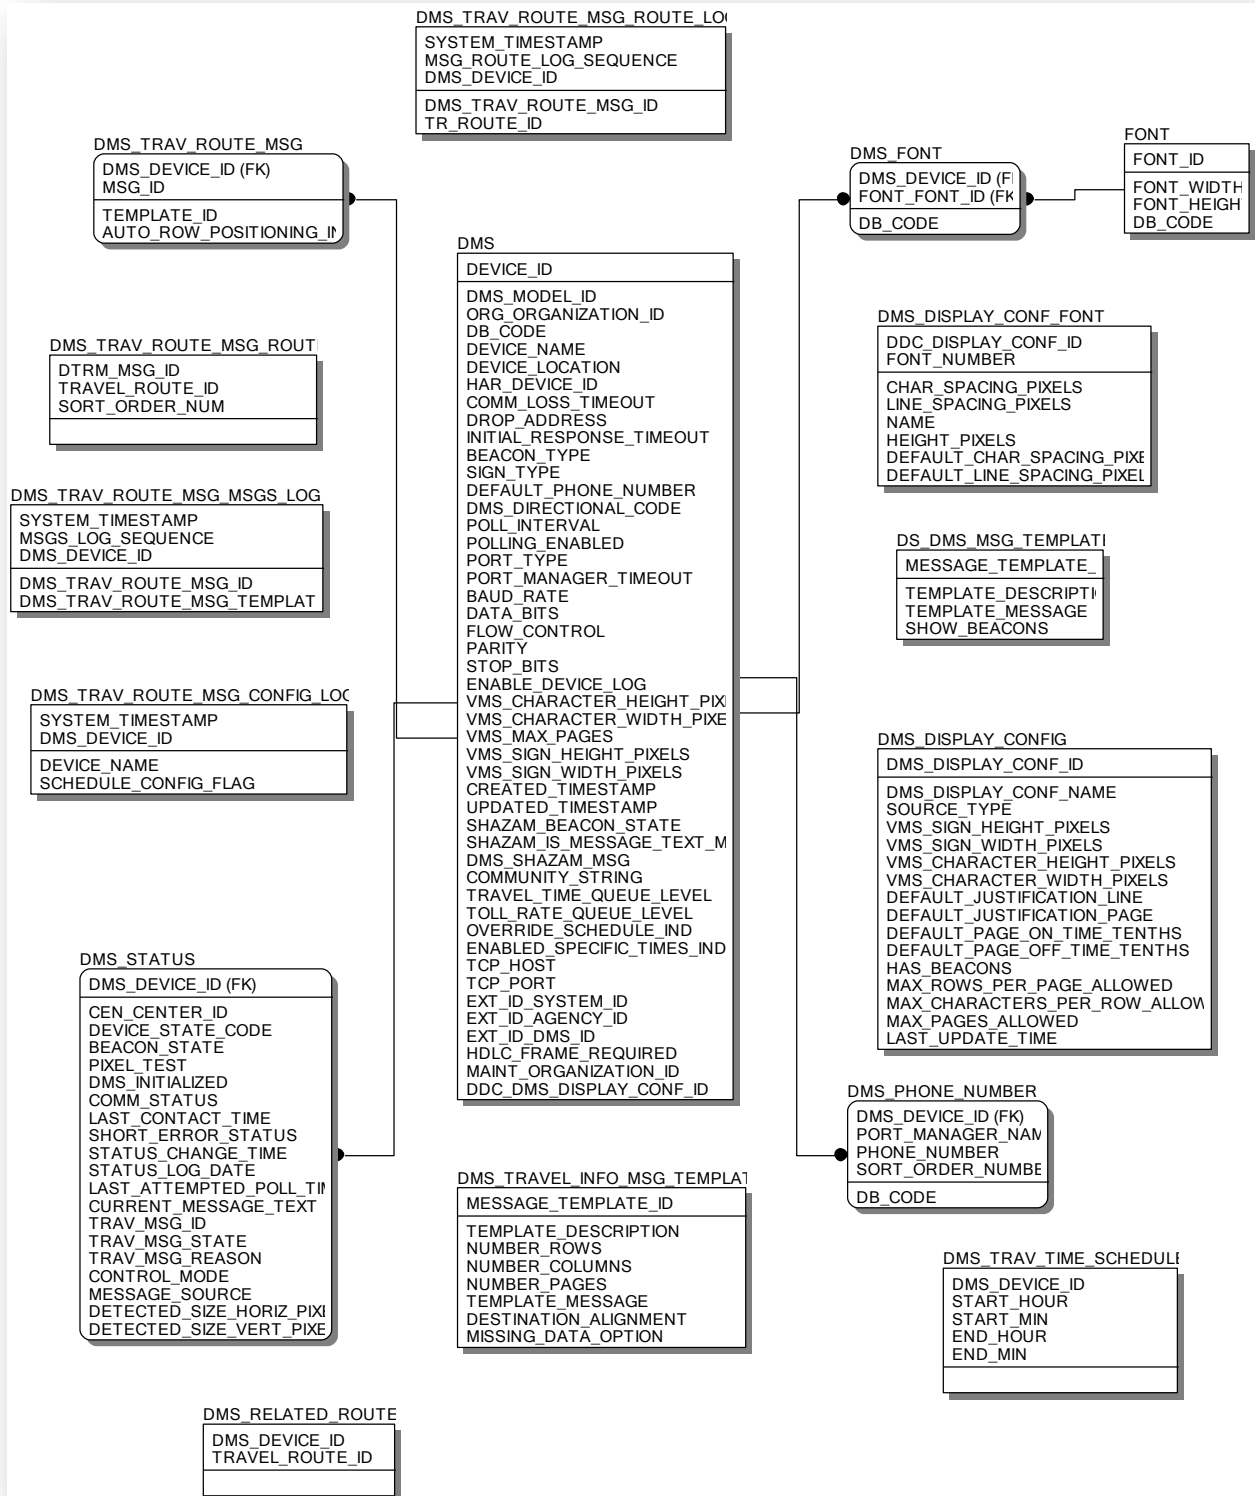 DMS_TRAV_ROUTE_MSG_ROUTE_LO
SYSTEM_TIMESTAMP
MSG_ROUTE_LOG_SEQUENCE
DMS_DEVICE_ID
DMS_TRAV_ROUTE_MSG_ID
TR_ROUTE_ID
DMS_TRAV_ROUTE_MSG
DMS_DEVICE_ID (FK)
MSG_ID
TEMPLATE_ID
AUTO_ROW_POSITIONING_IN
DMS_FONT
DMS_DEVICE_ID (F
FONT_FONT_ID (FK
DB_CODE
FONT
FONT_ID
FONT_WIDTH
FONT_HEIGH
DB_CODE
DMS
DEVICE_ID
DMS_MODEL_ID
ORG_ORGANIZATION_ID
DB_CODE
DEVICE_NAME
DEVICE_LOCATION
HAR_DEVICE_ID
COMM_LOSS_TIMEOUT
DROP_ADDRESS
INITIAL_RESPONSE_TIMEOUT
BEACON_TYPE
SIGN_TYPE
DEFAULT_PHONE_NUMBER
DMS_DIRECTIONAL_CODE
POLL_INTERVAL
POLLING_ENABLED
PORT_TYPE
PORT_MANAGER_TIMEOUT
BAUD_RATE
DATA_BITS
FLOW_CONTROL
PARITY
STOP_BITS
ENABLE_DEVICE_LOG
VMS_CHARACTER_HEIGHT_PIX
VMS_CHARACTER_WIDTH_PIXE
VMS_MAX_PAGES
VMS_SIGN_HEIGHT_PIXELS
VMS_SIGN_WIDTH_PIXELS
CREATED_TIMESTAMP
UPDATED_TIMESTAMP
SHAZAM_BEACON_STATE
SHAZAM_IS_MESSAGE_TEXT_M
DMS_SHAZAM_MSG
COMMUNITY_STRING
TRAVEL_TIME_QUEUE_LEVEL
TOLL_RATE_QUEUE_LEVEL
OVERRIDE_SCHEDULE_IND
ENABLED_SPECIFIC_TIMES_IND
TCP_HOST
TCP_PORT
EXT_ID_SYSTEM_ID
EXT_ID_AGENCY_ID
EXT_ID_DMS_ID
HDLC_FRAME_REQUIRED
MAINT_ORGANIZATION_ID
DDC_DMS_DISPLAY_CONF_ID
DMS_DISPLAY_CONF_FONT
DDC_DISPLAY_CONF_ID
FONT_NUMBER
CHAR_SPACING_PIXELS
LINE_SPACING_PIXELS
NAME
HEIGHT_PIXELS
DEFAULT_CHAR_SPACING_PIXE
DEFAULT_LINE_SPACING_PIXEL
DMS_TRAV_ROUTE_MSG_ROUT
DTRM_MSG_ID
TRAVEL_ROUTE_ID
SORT_ORDER_NUM
DMS_TRAV_ROUTE_MSG_MSGS_LOG
SYSTEM_TIMESTAMP
MSGS_LOG_SEQUENCE
DMS_DEVICE_ID
DMS_TRAV_ROUTE_MSG_ID
DMS_TRAV_ROUTE_MSG_TEMPLAT
DS_DMS_MSG_TEMPLATE
MESSAGE_TEMPLATE_
TEMPLATE_DESCRIPTI
TEMPLATE_MESSAGE
SHOW_BEACONS
DMS_TRAV_ROUTE_MSG_CONFIG_LOG
SYSTEM_TIMESTAMP
DMS_DEVICE_ID
DEVICE_NAME
SCHEDULE_CONFIG_FLAG
DMS_DISPLAY_CONFIG
DMS_DISPLAY_CONF_ID
DMS_DISPLAY_CONF_NAME
SOURCE_TYPE
VMS_SIGN_HEIGHT_PIXELS
VMS_SIGN_WIDTH_PIXELS
VMS_CHARACTER_HEIGHT_PIXELS
VMS_CHARACTER_WIDTH_PIXELS
DEFAULT_JUSTIFICATION_LINE
DEFAULT_JUSTIFICATION_PAGE
DEFAULT_PAGE_ON_TIME_TENTHS
DEFAULT_PAGE_OFF_TIME_TENTHS
HAS_BEACONS
MAX_ROWS_PER_PAGE_ALLOWED
MAX_CHARACTERS_PER_ROW_ALLOW
MAX_PAGES_ALLOWED
LAST_UPDATE_TIME
DMS_STATUS
DMS_DEVICE_ID (FK)
CEN_CENTER_ID
DEVICE_STATE_CODE
BEACON_STATE
PIXEL_TEST
DMS_INITIALIZED
COMM_STATUS
LAST_CONTACT_TIME
SHORT_ERROR_STATUS
STATUS_CHANGE_TIME
STATUS_LOG_DATE
LAST_ATTEMPTED_POLL_TIM
CURRENT_MESSAGE_TEXT
TRAV_MSG_ID
TRAV_MSG_STATE
TRAV_MSG_REASON
CONTROL_MODE
MESSAGE_SOURCE
DETECTED_SIZE_HORIZ_PIXE
DETECTED_SIZE_VERT_PIXE
DMS_PHONE_NUMBER
DMS_DEVICE_ID (FK)
PORT_MANAGER_NAM
PHONE_NUMBER
SORT_ORDER_NUMBE
DB_CODE
DMS_TRAVEL_INFO_MSG_TEMPLAT
MESSAGE_TEMPLATE_ID
TEMPLATE_DESCRIPTION
NUMBER_ROWS
NUMBER_COLUMNS
NUMBER_PAGES
TEMPLATE_MESSAGE
DESTINATION_ALIGNMENT
MISSING_DATA_OPTION
DMS_TRAV_TIME_SCHEDULE
DMS_DEVICE_ID
START_HOUR
START_MIN
END_HOUR
END_MIN
DMS_RELATED_ROUTE
DMS_DEVICE_ID
TRAVEL_ROUTE_ID